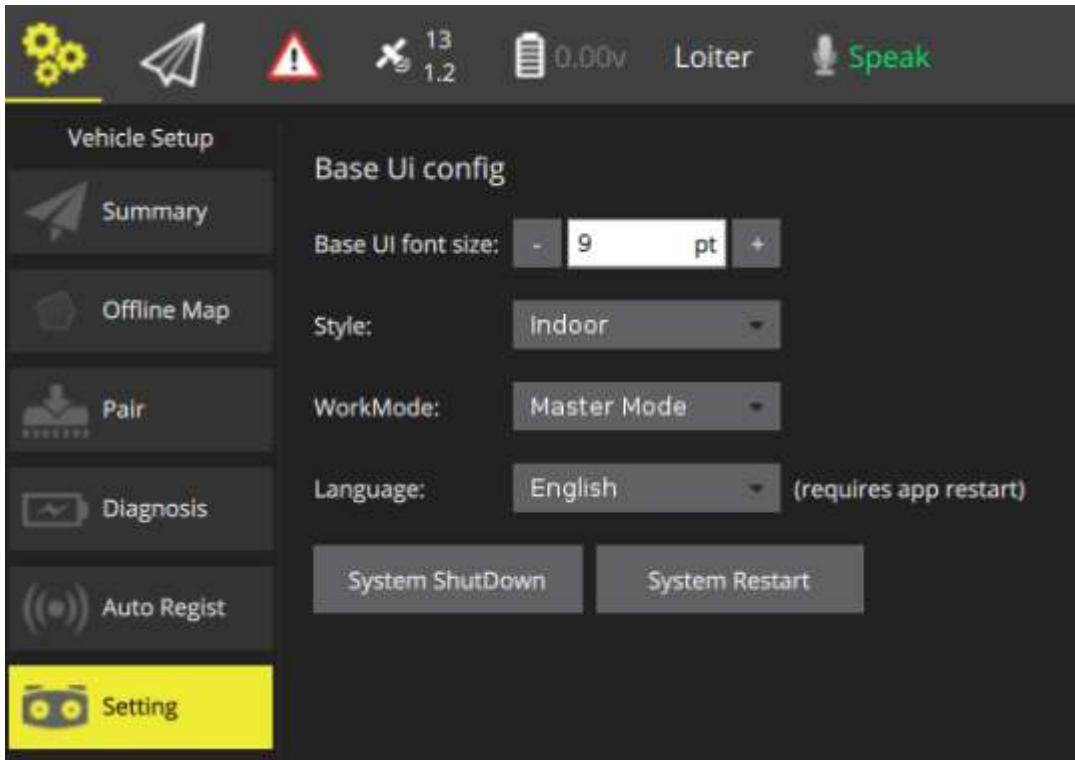 13
1.2
0.00v
Loiter
Speak
Vehicle Setup
Summary
Offline Map
Pair
Diagnosis
Auto Regist
Setting
Base Ui config
Base UI font size: - 9 pt +
Style: Indoor
WorkMode: Master Mode
Language: English (requires app restart)
System ShutDown System Restart